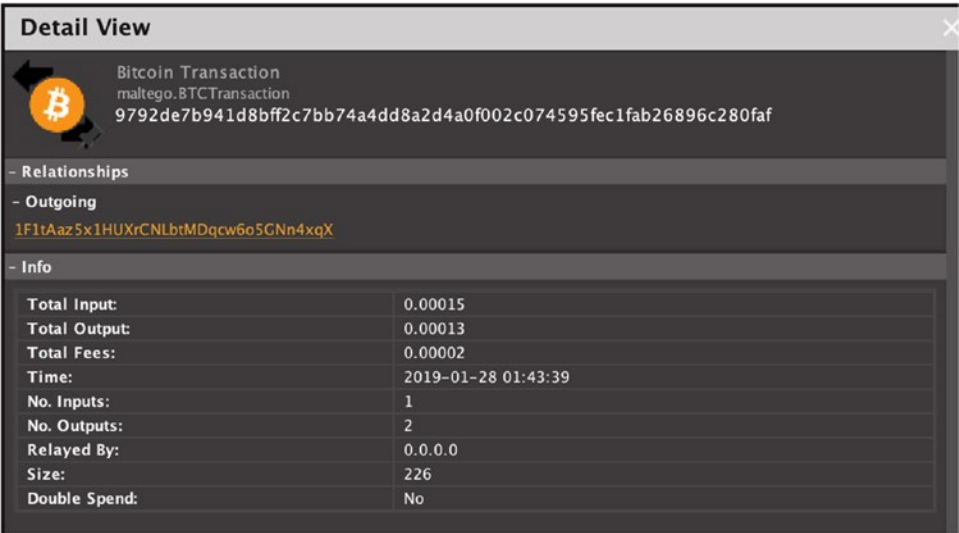 Detail View
Bitcoin Transaction
maltego.BTCTransaction
9792de7b941d8bff2c7bb74a4dd8a2d4a0f002c074595fec1fab26896c280faf
- Relationships
- Outgoing
1F1tAaz5x1HUXrCNLbtMDqcw6o5GNn4xqX
- Info
Total Input: 0.00015
Total Output: 0.00013
Total Fees: 0.00002
Time: 2019-01-28 01:43:39
No. Inputs: 1
No. Outputs: 2
Relayed By: 0.0.0.0
Size: 226
Double Spend: No